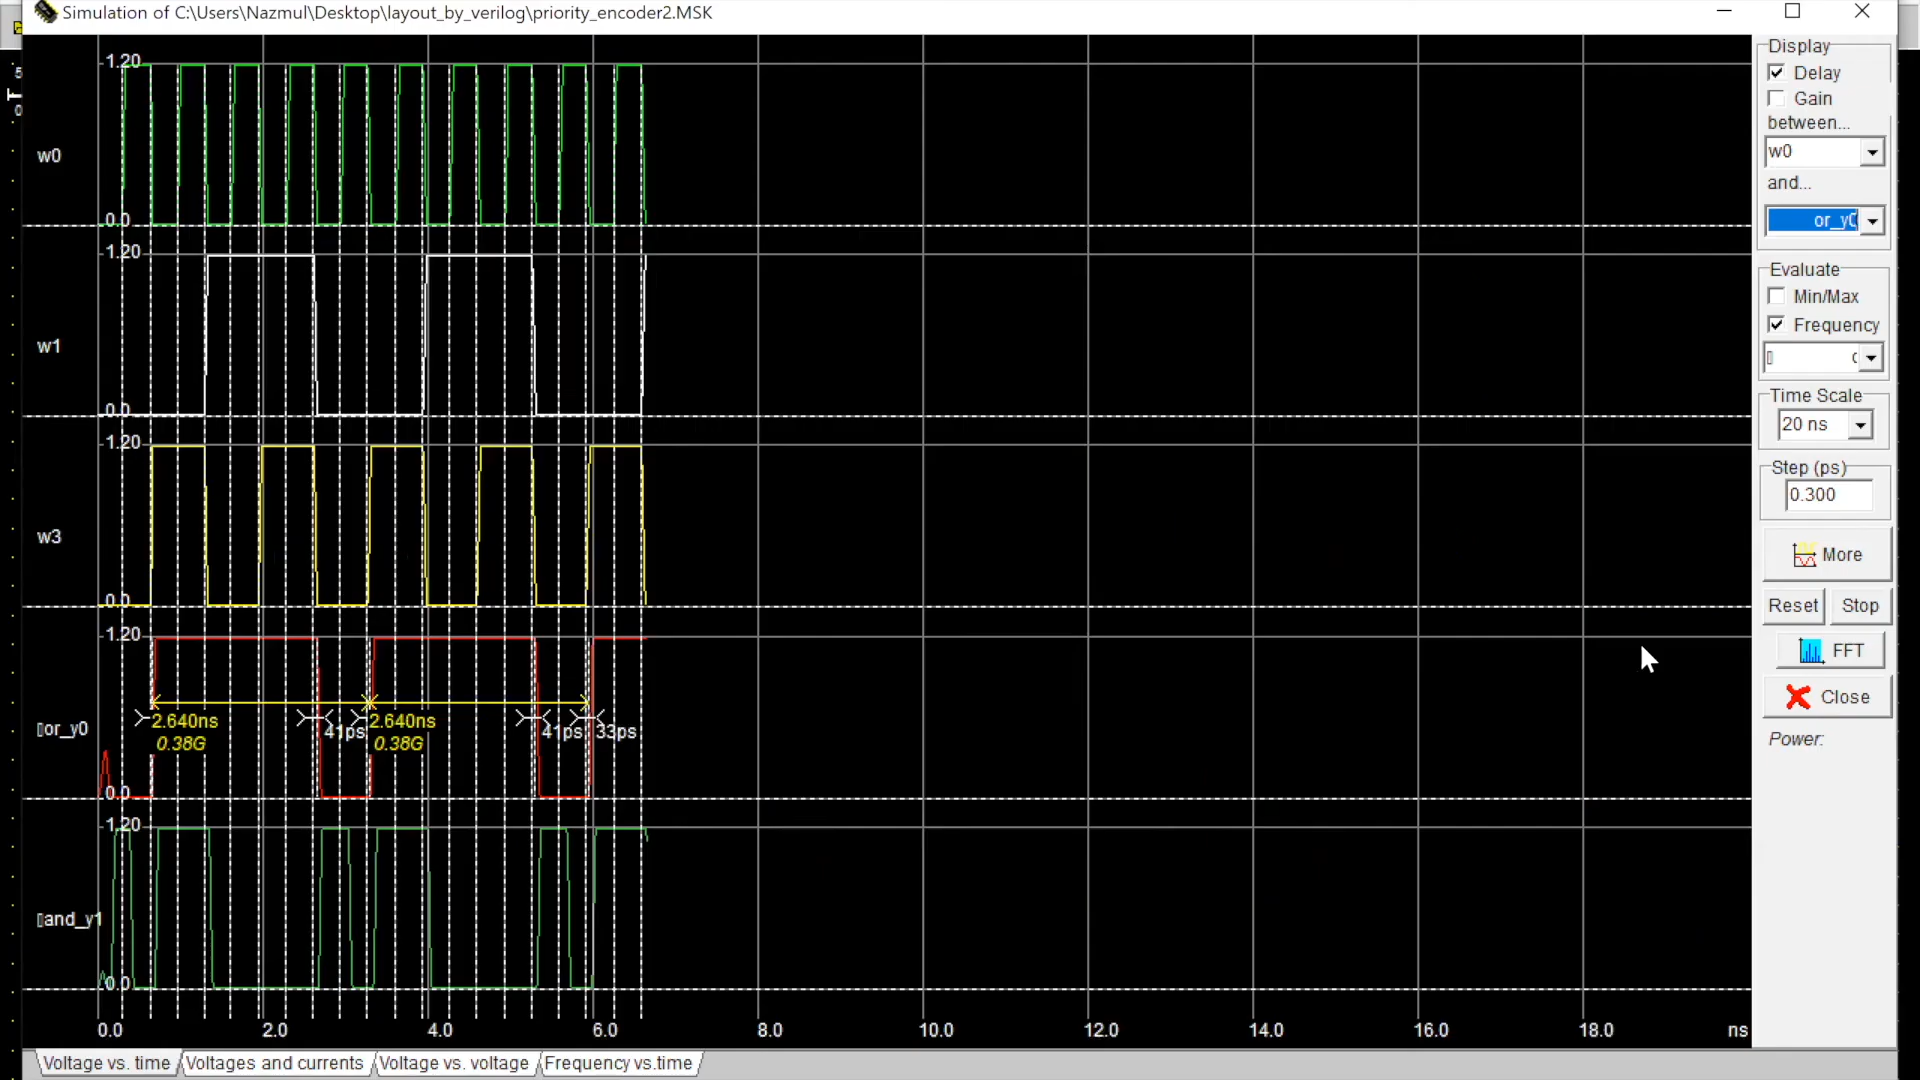 Simulation of C:\Users\Nazmul\Desktop\layout_by_verilog\priority_encoder2.MSK
5
0
1.20
w0
0.0
1.20
w1
0.0
1.20
w3
0.0
1.20
or_y0
2.640ns
0.38G
41ps
2.640ns
0.38G
41ps
33ps
0.0
1.20
and_y1
0.0
0.0 2.0 4.0 6.0 8.0 10.0 12.0 14.0 16.0 18.0 ns
Voltage vs. time Voltages and currents Voltage vs. voltage Frequency vs.time
Display
Delay
Gain
between...
w0
and...
or_y0
Evaluate
Min/Max
Frequency
Time Scale
20 ns
Step (ps)
0.300
More
Reset Stop
FFT
Close
Power: